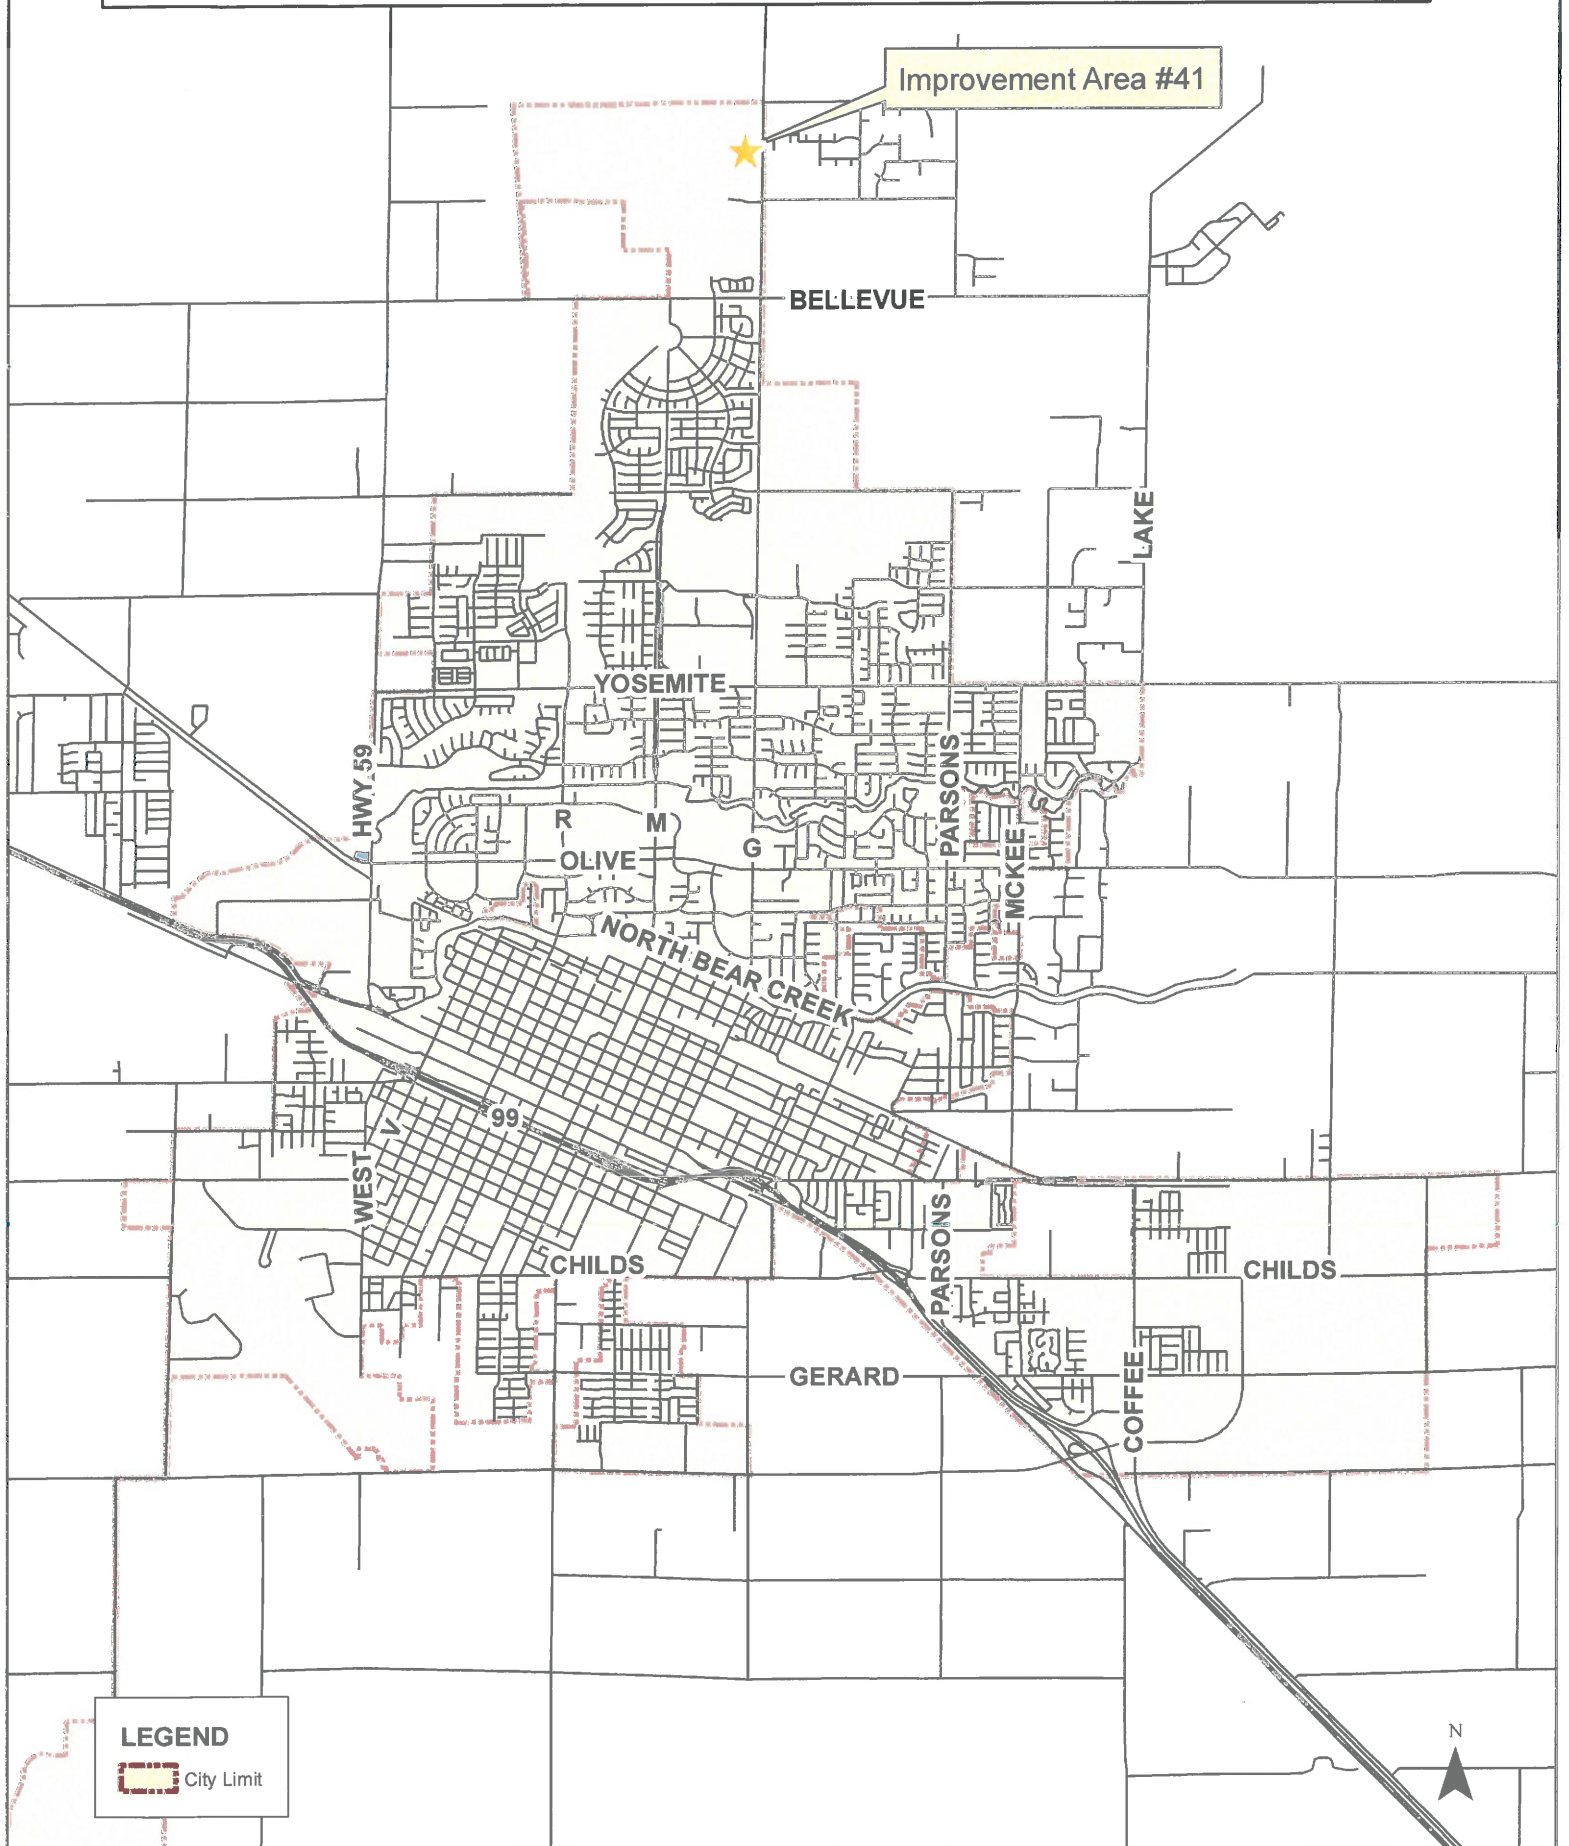 Improvement Area #41
BELLEVUE
LAKE
YOSEMITE
HWY 59
PARSONS
R
M
G
OLIVE
MCKEE
NORTH BEAR CREEK
99
V
WEST
PARSONS
CHILDS
CHILDS
GERARD
COFFEE
LEGEND
City Limit
N